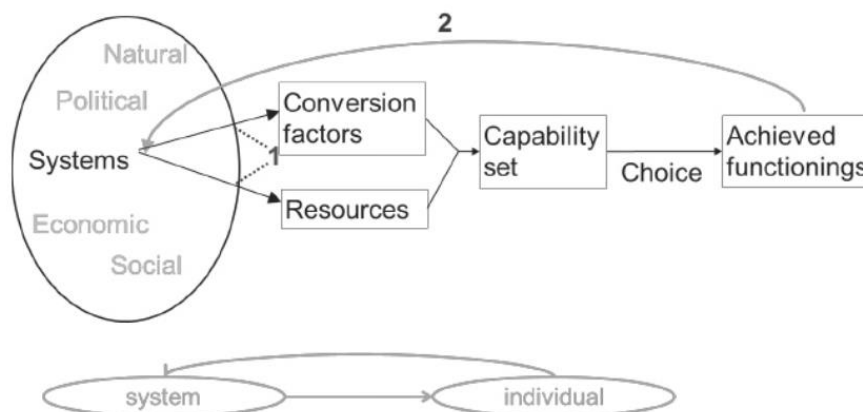 2
Natural
Political
Systems
Economic
Social
1
Conversion
factors
Resources
Capability
set
Choice
Achieved
functionings
system
individual